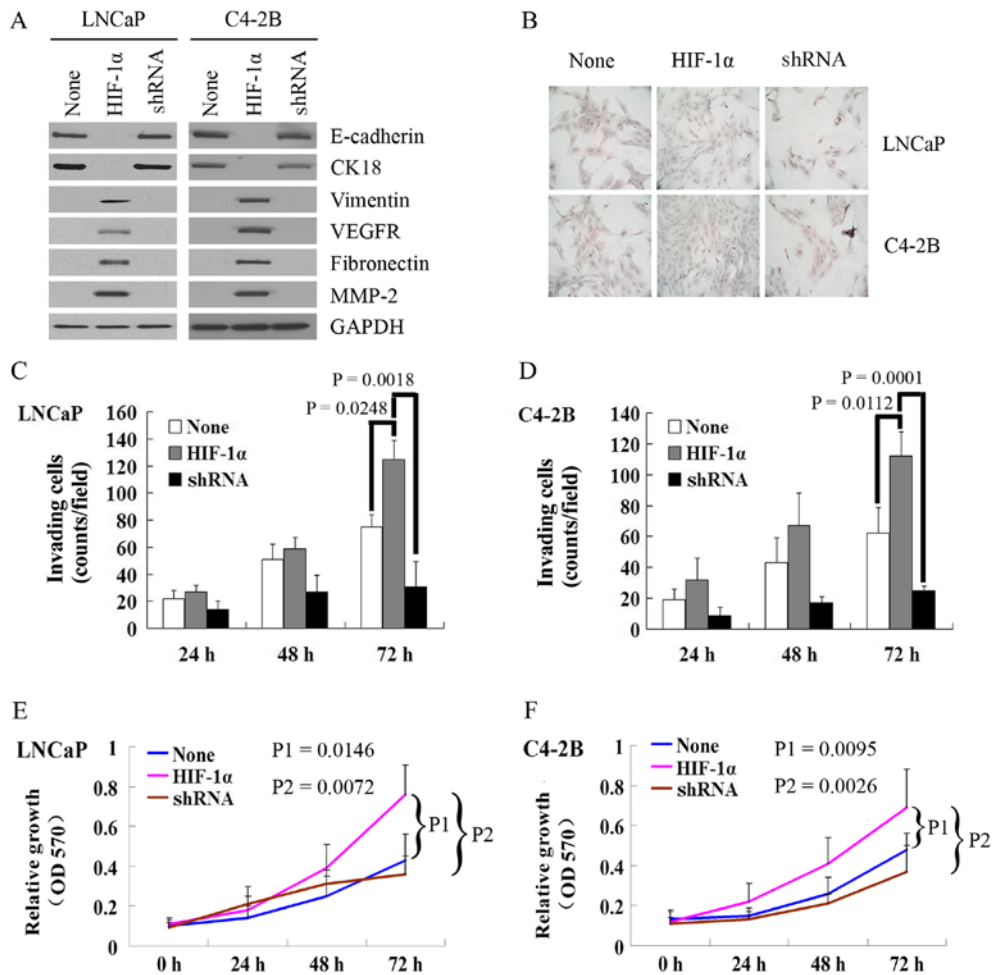 A
LNCaP C4-2B
None HIF-1α shRNA None HIF-1α shRNA
E-cadherin
CK18
Vimentin
VEGFR
Fibronectin
MMP-2
GAPDH
B
None HIF-1α shRNA
LNCaP
C4-2B
C
LNCaP
P = 0.0018
P = 0.0248
None
HIF-1α
shRNA
Invading cells
(counts/field)
160
140
120
100
80
60
40
20
0
24 h 48 h 72 h
D
C4-2B
P = 0.0001
P = 0.0112
None
HIF-1α
shRNA
Invading cells
(counts/field)
140
120
100
80
60
40
20
0
24 h 48 h 72 h
E
LNCaP
None
HIF-1α
shRNA
P1 = 0.0146
P2 = 0.0072
P1
P2
Relative growth
(OD 570)
1
0.8
0.6
0.4
0.2
0
0 h 24 h 48 h 72 h
F
C4-2B
None
HIF-1α
shRNA
P1 = 0.0095
P2 = 0.0026
P1
P2
Relative growth
(OD 570)
1
0.8
0.6
0.4
0.2
0
0 h 24 h 48 h 72 h